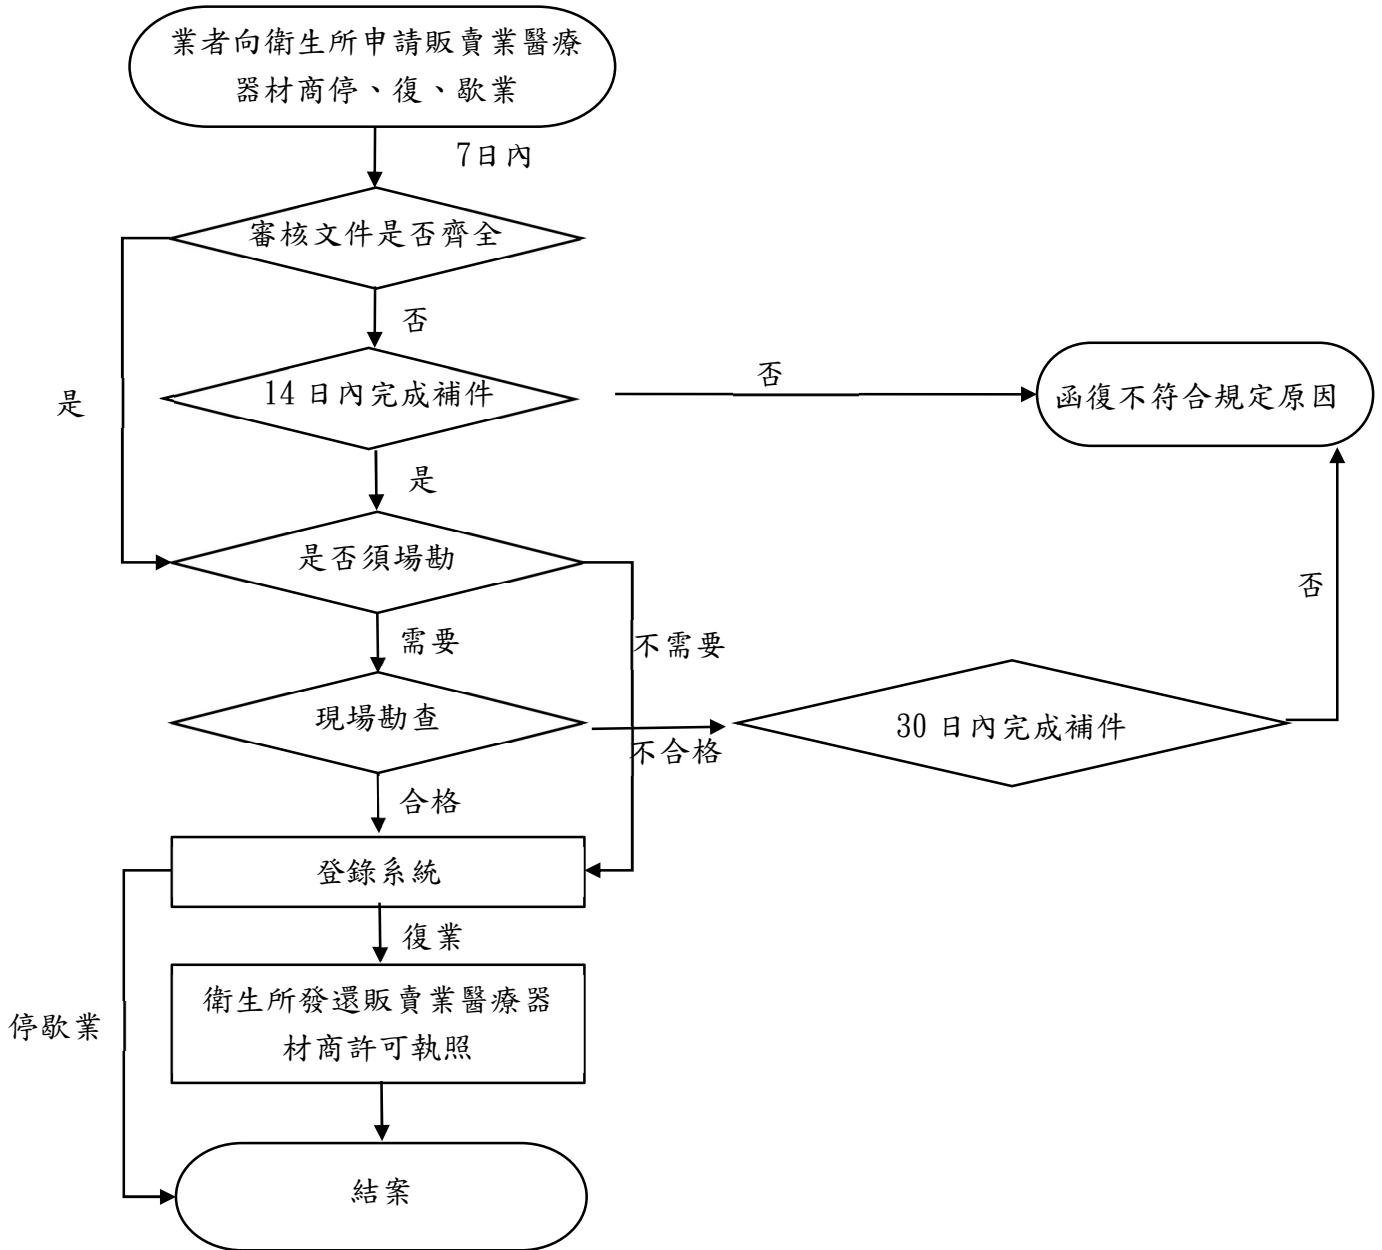 業者向衛生所申請販賣業醫療
器材商停、復、歇業
7日內
審核文件是否齊全
否
是
14 日內完成補件
否
函復不符合規定原因
是
是否須場勘
否
需要
不需要
現場勘查
不合格
30 日內完成補件
合格
登錄系統
復業
停歇業
衛生所發還販賣業醫療器
材商許可執照
結案